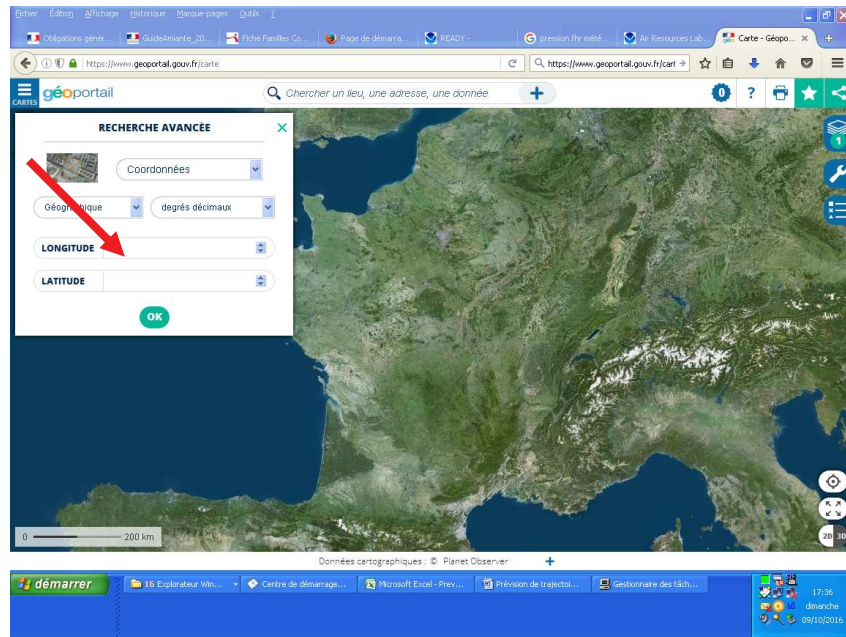 Fichier Édition Affichage Historique Marque-pages Outils ?
Obligations génér... GuideAmiante_20... Fiche Familles Co... Page de démarra... READY - pression fhr mété... Air Resources Lab... Carte - Géopo... × +
https://www.geoportail.gouv.fr/carte https://www.geoportail.gouv.fr/cart
CARTES géoportail Chercher un lieu, une adresse, une donnée + 0 ?
RECHERCHE AVANCÉE ×
1
Coordonnées
Géographique degrés décimaux
LONGITUDE
LATITUDE
OK
0 200 km 2D 3D
Données cartographiques : © Planet Observer +
démarrer 16 Explorateur Win... Centre de démarrage... Microsoft Excel - Prev... Prévision de trajectoi... Gestionnaire des tâch... 17:36
dimanche
09/10/2016